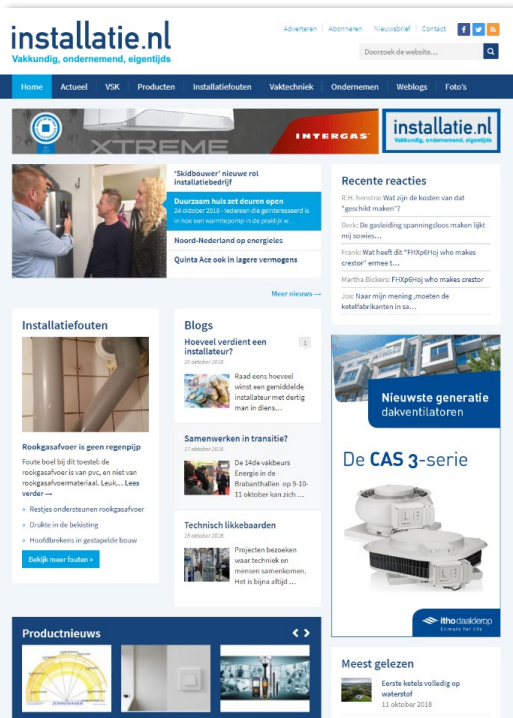 installatie.nl
Vakkundig, ondernemend, eigentijds
Adverteren Abonneren Nieuwsbrief Contact
Doorzoek de website...
Home Actueel VSK Producten Installatiefouten Vaktechniek Ondernemen Weblogs Foto's
XTREME
INTERGAS
installatie.nl
Vakkundig, ondernemend, eigentijds
'Skidbouwer' nieuwe rol
installatiebedrijf
Duurzaam huis zet deuren open
24 oktober 2018 - Iedereen die geïnteresseerd is
in hoe een warmtepomp in de praktijk w...
Noord-Nederland op energieles
Quinta Ace ook in lagere vermogens
Meer nieuws →
Recente reacties
B.H. henstra: Wat zijn de kosten van dat
"geschikt maken"?
Derk: De gasleiding spanningsloos maken lijkt
mij sowies...
Frank: Wat heeft dit "FHXp6Hoj who makes
crestor" ermee t...
Martha Bickers: FHXp6Hoj who makes crestor
Jos: Naar mijn mening ,moeten de
ketelfabrikanten in sa...
Installatiefouten
Rookgasafvoer is geen regenpijp
Foute boel bij dit toestel: de
rookgasafvoer is van pvc, en niet van
rookgasafvoermateriaal. Leuk... Lees
verder →
» Restjes ondersteunen rookgasafvoer
» Drukte in de bekisting
» Hoofdbrekens in gestapelde bouw
Bekijk meer fouten »
Blogs
Hoeveel verdient een
installateur?
1
20 oktober 2018
Raad eens hoeveel
winst een gemiddelde
installateur met dertig
man in diens...
Samenwerken in transitie?
17 oktober 2018
De 14de vakbeurs
Energie in de
Brabanthallen op 9-10-
11 oktober kan zich ...
Technisch likkebaarden
15 oktober 2018
Projecten bezoeken
waar techniek en
mensen samenkomen.
Het is bijna altijd ...
Nieuwste generatie
dakventilatoren
De CAS 3-serie
itho daalderop
Climate for life
Productnieuws
Meest gelezen
Eerste ketels volledig op
waterstof
11 oktober 2018